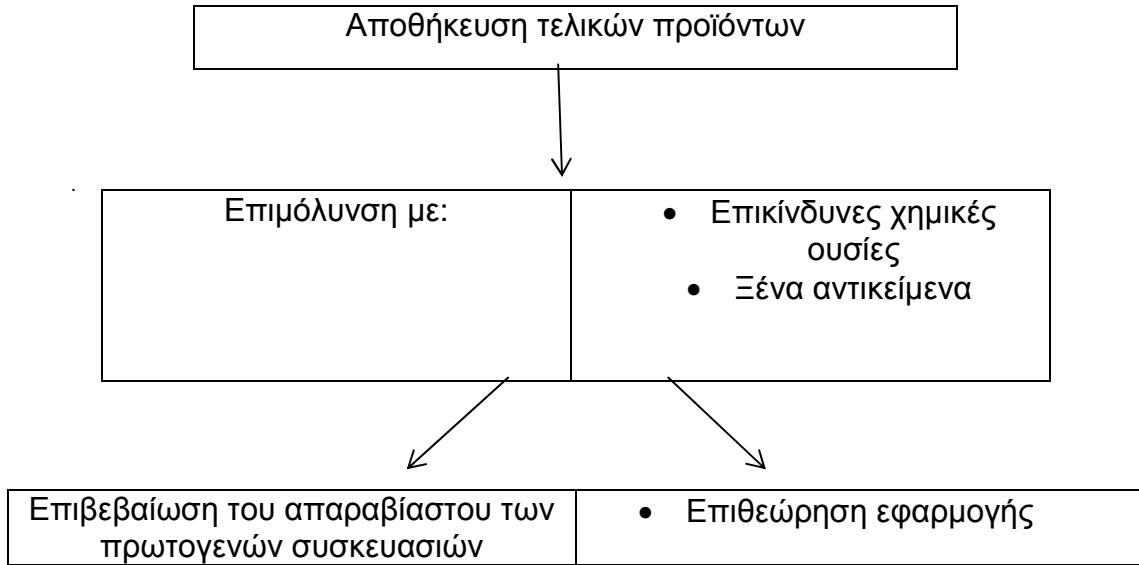 Αποθήκευση τελικών προϊόντων
Επιμόλυνση με:
• Επικίνδυνες χημικές
ουσίες
• Ξένα αντικείμενα
Επιβεβαίωση του απαραβίαστου των
πρωτογενών συσκευασιών
• Επιθεώρηση εφαρμογής